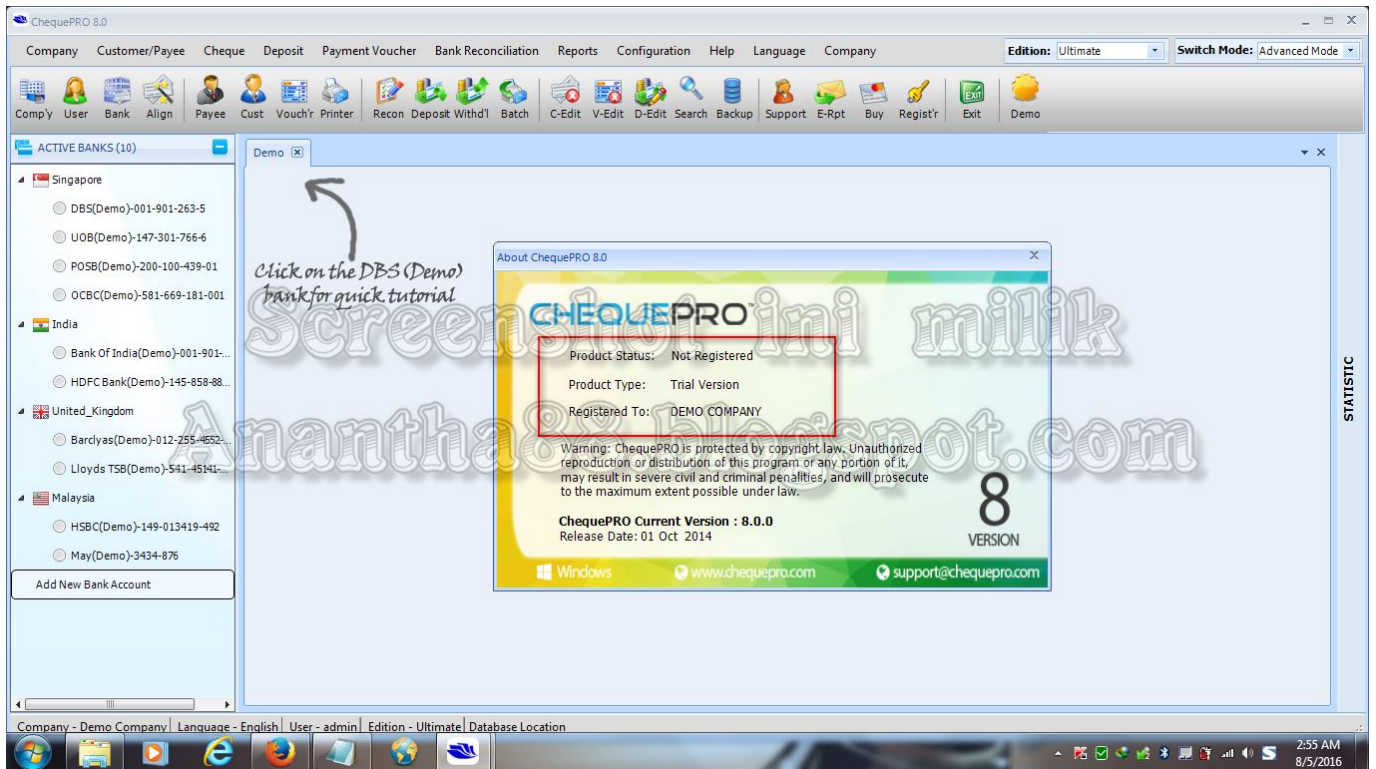 ChequePRO 8.0
Company Customer/Payee Cheque Deposit Payment Voucher Bank Reconciliation Reports Configuration Help Language Company Edition: Ultimate Switch Mode: Advanced Mode
Comp'y User Bank Align Payee Cust Vouch'r Printer Recon Deposit Withd'l Batch C-Edit V-Edit D-Edit Search Backup Support E-Rpt Buy Regist'r Exit Demo
ACTIVE BANKS (10)
Demo
Singapore
DBS(Demo)-001-901-263-5
UOB(Demo)-147-301-766-6
POSB(Demo)-200-100-439-01
OCBC(Demo)-581-669-181-001
India
Bank Of India(Demo)-001-901-...
HDFC Bank(Demo)-145-858-88...
United_Kingdom
Barclyas(Demo)-012-255-4552-...
Lloyds TSB(Demo)-541-45141-...
Malaysia
HSBC(Demo)-149-013419-492
May(Demo)-3434-876
Add New Bank Account
Click on the DBS (Demo)
bank for quick tutorial
About ChequePRO 8.0
CHEQUEPRO
Product Status: Not Registered
Product Type: Trial Version
Registered To: DEMO COMPANY
Warning: ChequePRO is protected by copyright law. Unauthorized
reproduction or distribution of this program or any portion of it,
may result in severe civil and criminal penalities, and will prosecute
to the maximum extent possible under law.
ChequePRO Current Version : 8.0.0
Release Date: 01 Oct 2014
8
VERSION
Windows www.chequepro.com support@chequepro.com
Screenshot ini milik
Anantha88.blogspot.com
STATISTIC
Company - Demo Company Language - English User - admin Edition - Ultimate Database Location
2:55 AM
8/5/2016